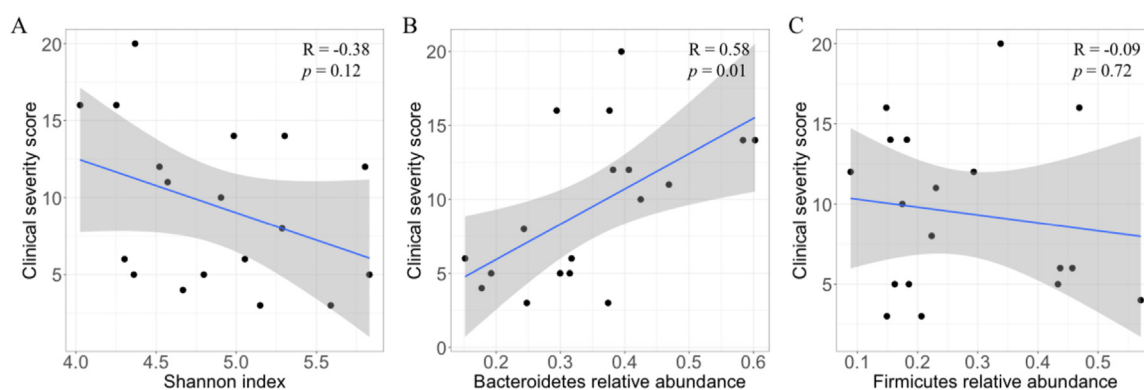 A
R = -0.38
p = 0.12
Clinical severity score
20
15
10
5
4.0 4.5 5.0 5.5
Shannon index
B
R = 0.58
p = 0.01
Clinical severity score
20
15
10
5
0
0.2 0.3 0.4 0.5 0.6
Bacteroidetes relative abundance
C
R = -0.09
p = 0.72
Clinical severity score
20
15
10
5
0.1 0.2 0.3 0.4 0.5
Firmicutes relative abundance